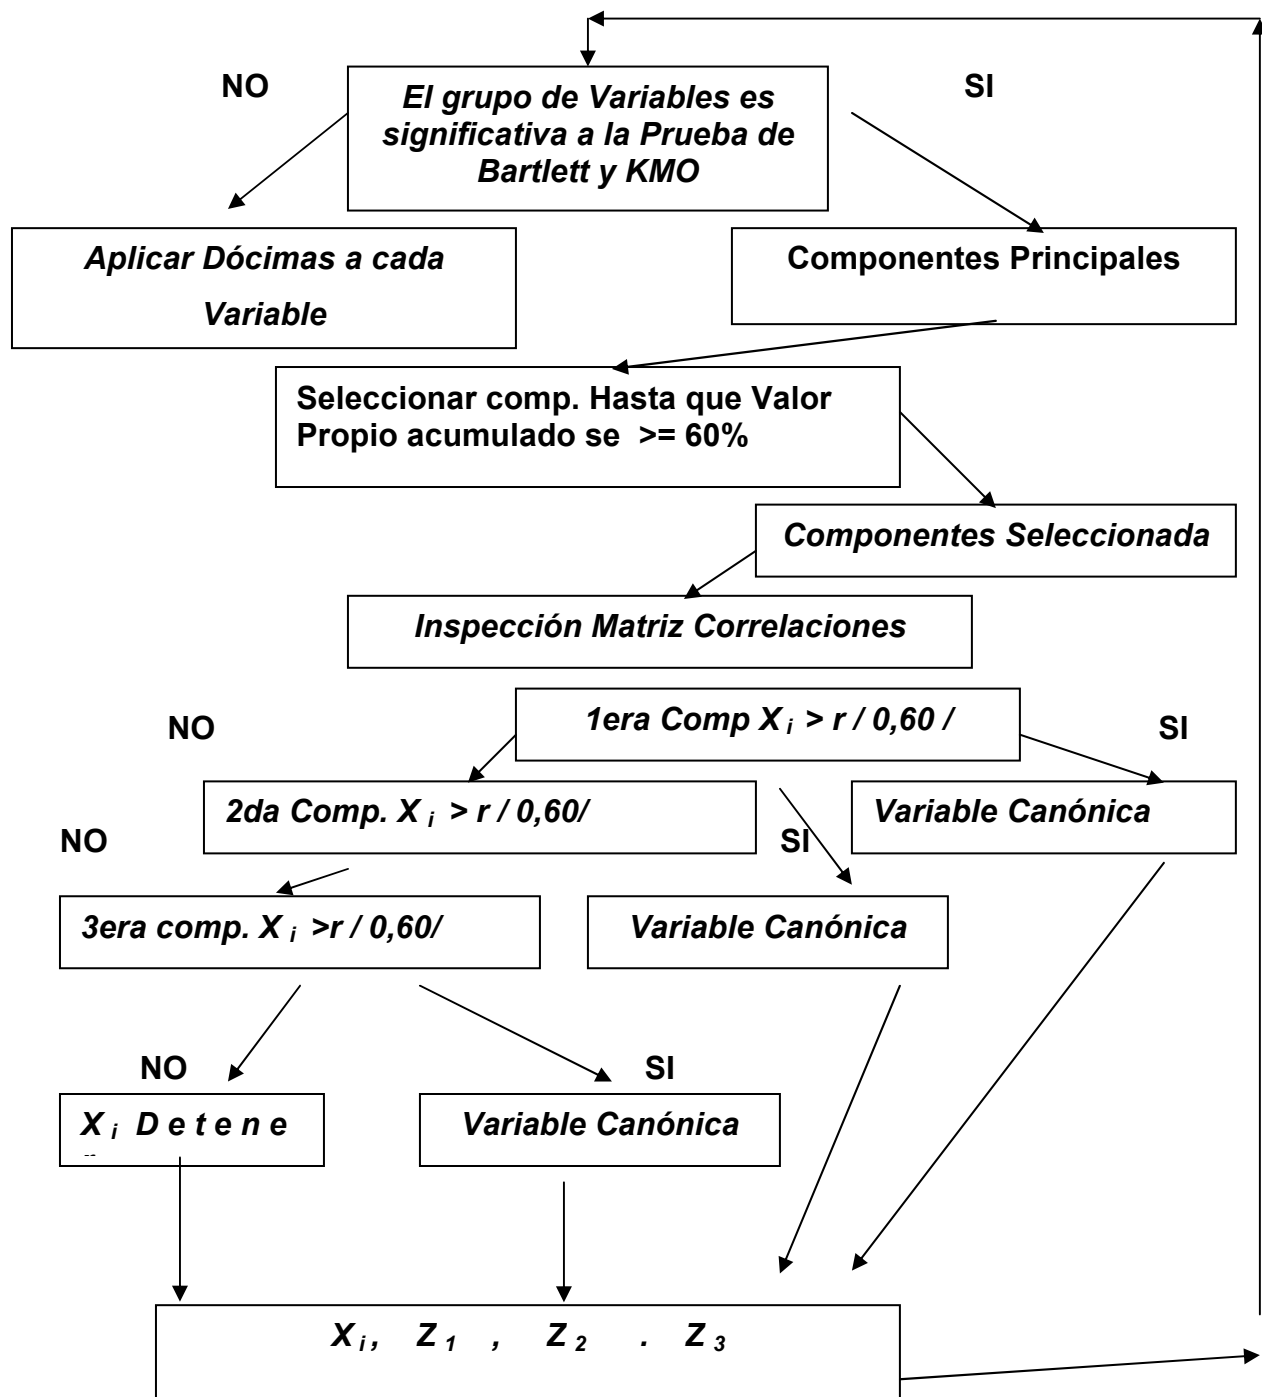 NO
SI
El grupo de Variables es
significativa a la Prueba de
Bartlett y KMO
Aplicar Dócimas a cada
Variable
Componentes Principales
Seleccionar comp. Hasta que Valor
Propio acumulado se >= 60%
Componentes Seleccionada
Inspección Matriz Correlaciones
NO
1era Comp X i > r / 0,60 /
SI
2da Comp. X i > r / 0,60/
Variable Canónica
NO
SI
3era comp. X i >r / 0,60/
Variable Canónica
NO
SI
X i D e t e n e
Variable Canónica
X i, Z 1 , Z 2 . Z 3